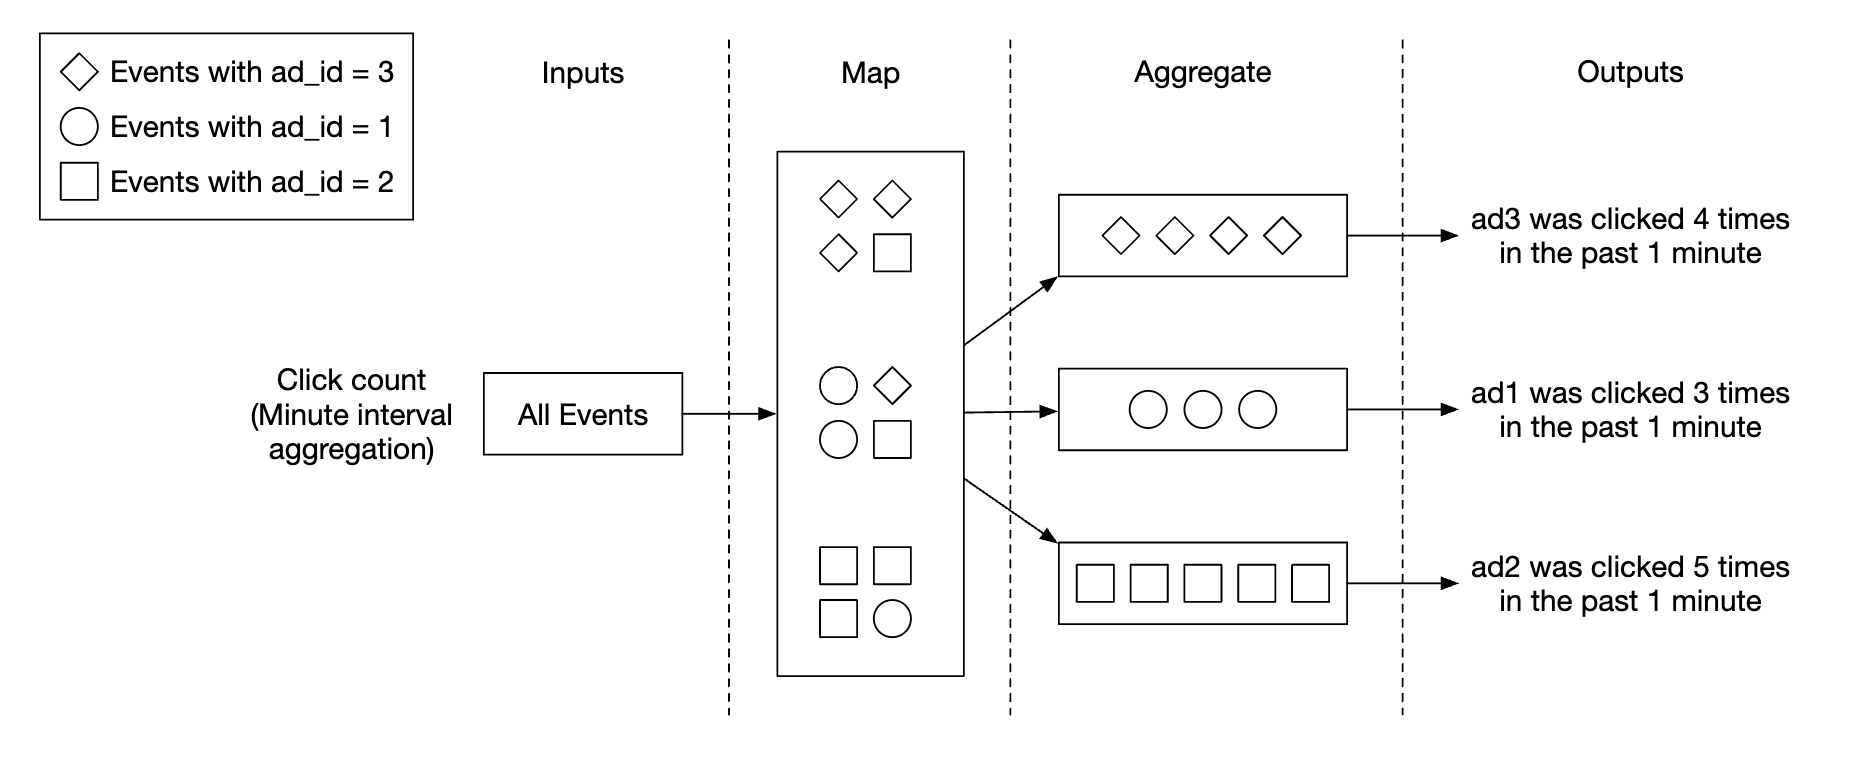 Events with ad_id = 3
Events with ad_id = 1
Events with ad_id = 2
Inputs
Map
Aggregate
Outputs
Click count
(Minute interval
aggregation)
All Events
ad3 was clicked 4 times
in the past 1 minute
ad1 was clicked 3 times
in the past 1 minute
ad2 was clicked 5 times
in the past 1 minute